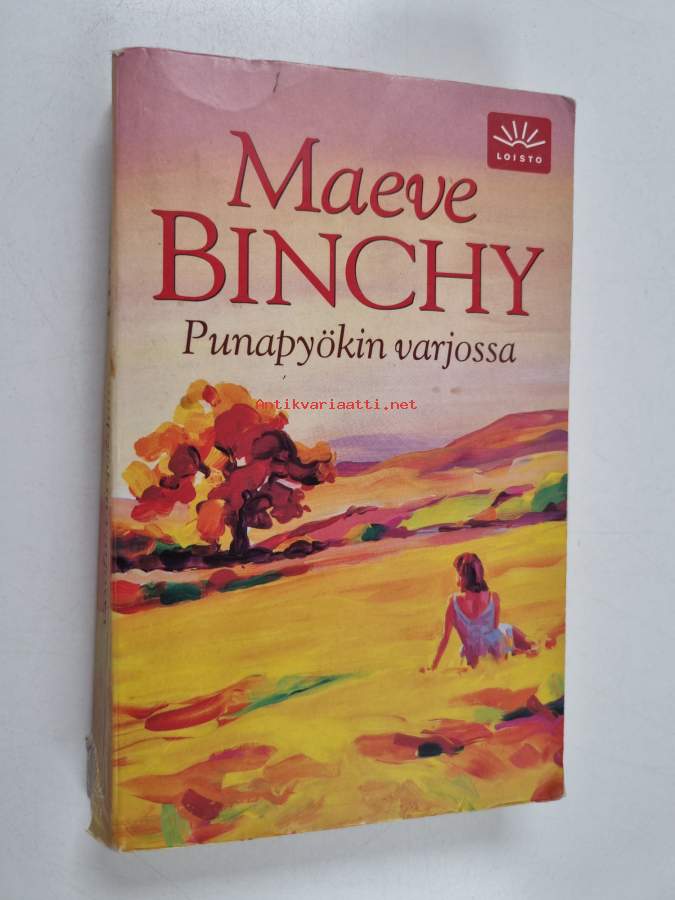 LOISTO
Maeve
BINCHY
Punapyökin varjossa
Antikvariaatti.net